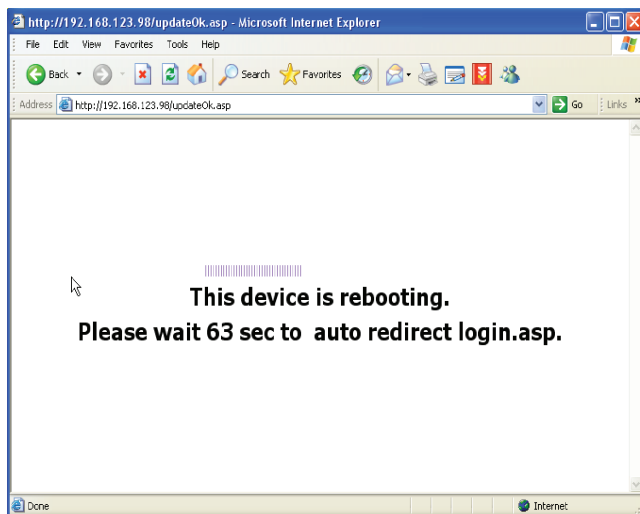 http://192.168.123.98/updateOk.asp - Microsoft Internet Explorer
File Edit View Favorites Tools Help
Back Search Favorites
Address http://192.168.123.98/updateOk.asp Go Links »
This device is rebooting.
Please wait 63 sec to auto redirect login.asp.
Done Internet